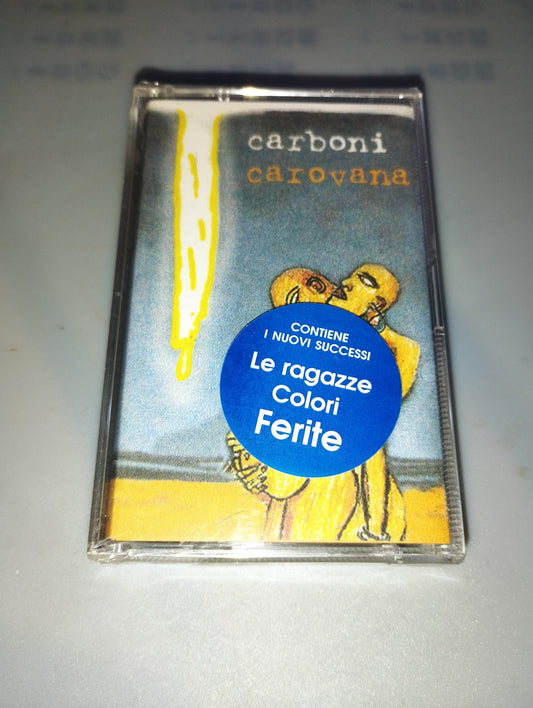 carboni
carovana
CONTIENE
I NUOVI SUCCESSI
Le ragazze
Colori
Ferite